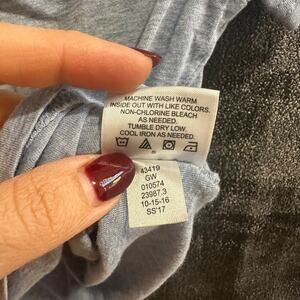 MACHINE WASH WARM
INSIDE OUT WITH LIKE COLORS.
NON-CHLORINE BLEACH
AS NEEDED.
TUMBLE DRY LOW.
COOL IRON AS NEEDED.
43419
GW
010574
23987.3
10-15-16
SS'17